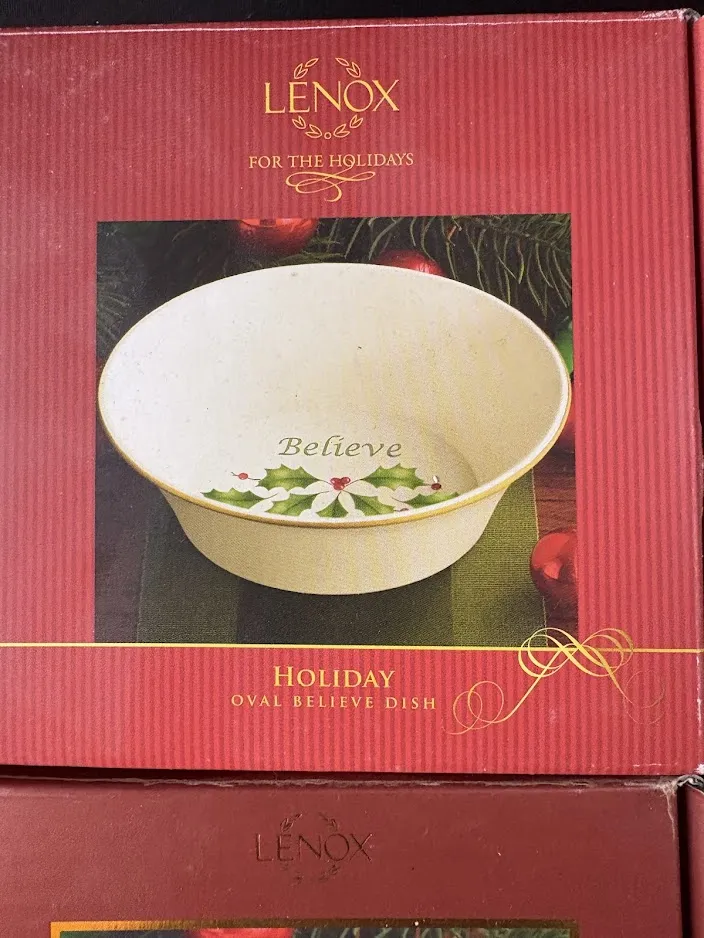 LENOX
FOR THE HOLIDAYS
Believe
HOLIDAY
OVAL BELIEVE DISH
LENOX